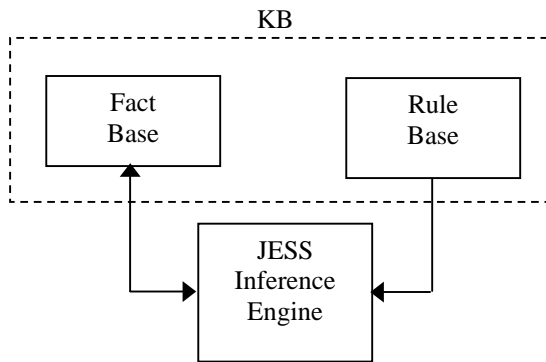 KB
Fact
Base
Rule
Base
JESS
Inference
Engine